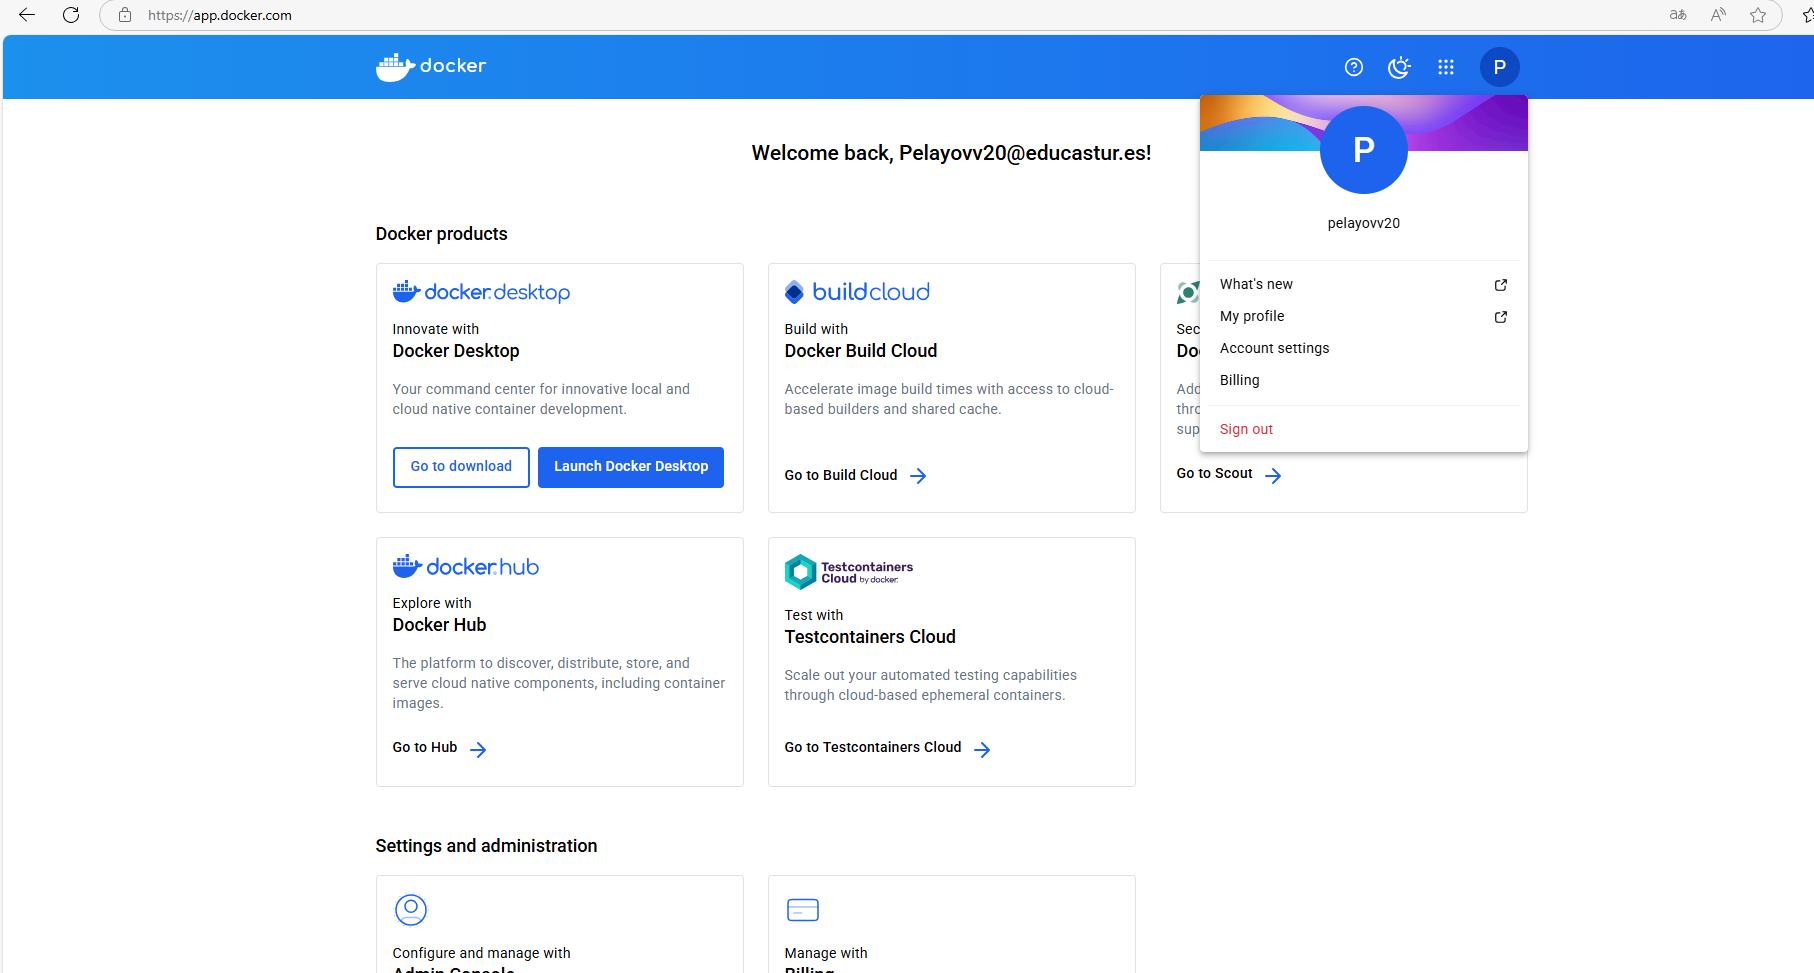 https://app.docker.com
docker
P
Welcome back, Pelayovv20@educastur.es!
P
pelayovv20
What's new
My profile
Account settings
Billing
Sign out
Docker products
docker.desktop
Innovate with
Docker Desktop
Your command center for innovative local and
cloud native container development.
Go to download
Launch Docker Desktop
build cloud
Build with
Docker Build Cloud
Accelerate image build times with access to cloud-
based builders and shared cache.
Go to Build Cloud
Sec
Do
Add
thro
sup
Go to Scout
docker.hub
Explore with
Docker Hub
The platform to discover, distribute, store, and
serve cloud native components, including container
images.
Go to Hub
Testcontainers
Cloud by docker.
Test with
Testcontainers Cloud
Scale out your automated testing capabilities
through cloud-based ephemeral containers.
Go to Testcontainers Cloud
Settings and administration
Configure and manage with
Admin Console
Manage with
Billing